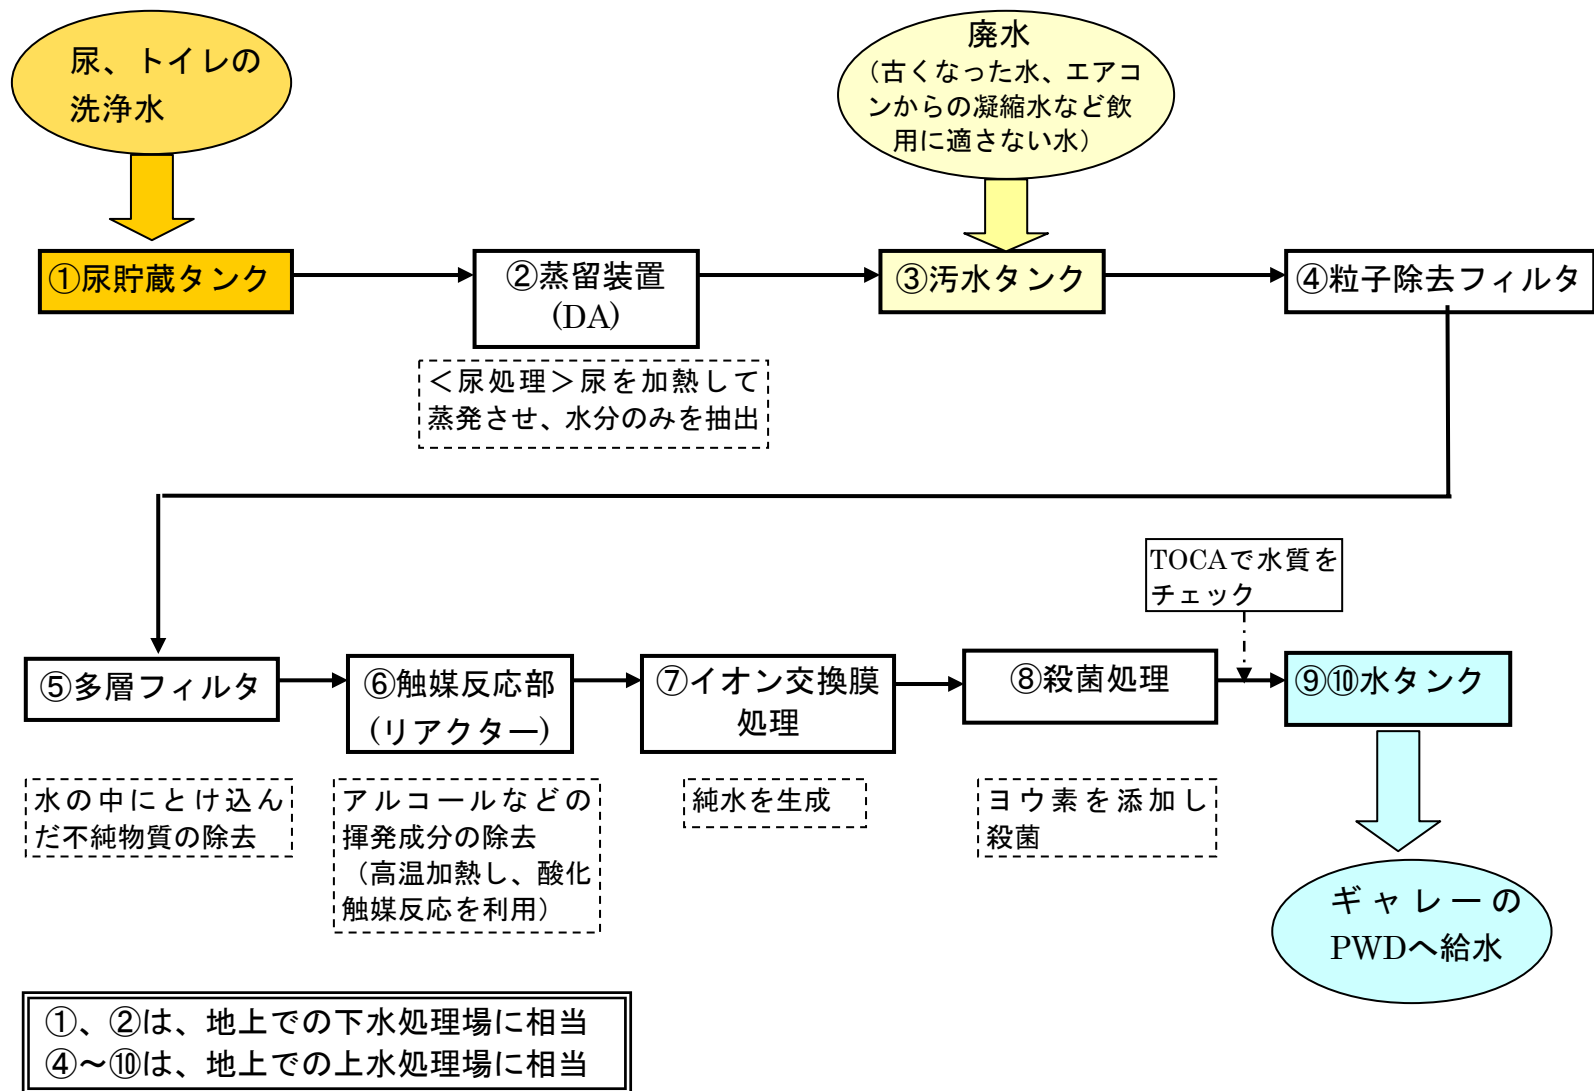 尿、トイレの
洗浄水
廃水
（古くなった水、エアコ
ンからの凝縮水など飲
用に適さない水）
①尿貯蔵タンク
②蒸留装置
(DA)
③汚水タンク
④粒子除去フィルタ
＜尿処理＞尿を加熱して
蒸発させ、水分のみを抽出
TOCAで水質を
チェック
⑤多層フィルタ
⑥触媒反応部
(リアクター)
⑦イオン交換膜
処理
⑧殺菌処理
⑨⑩水タンク
水の中にとけ込ん
だ不純物質の除去
アルコールなどの
揮発成分の除去
（高温加熱し、酸化
触媒反応を利用）
純水を生成
ヨウ素を添加し
殺菌
ギャレーの
PWDへ給水
①、②は、地上での下水処理場に相当
④～⑩は、地上での上水処理場に相当